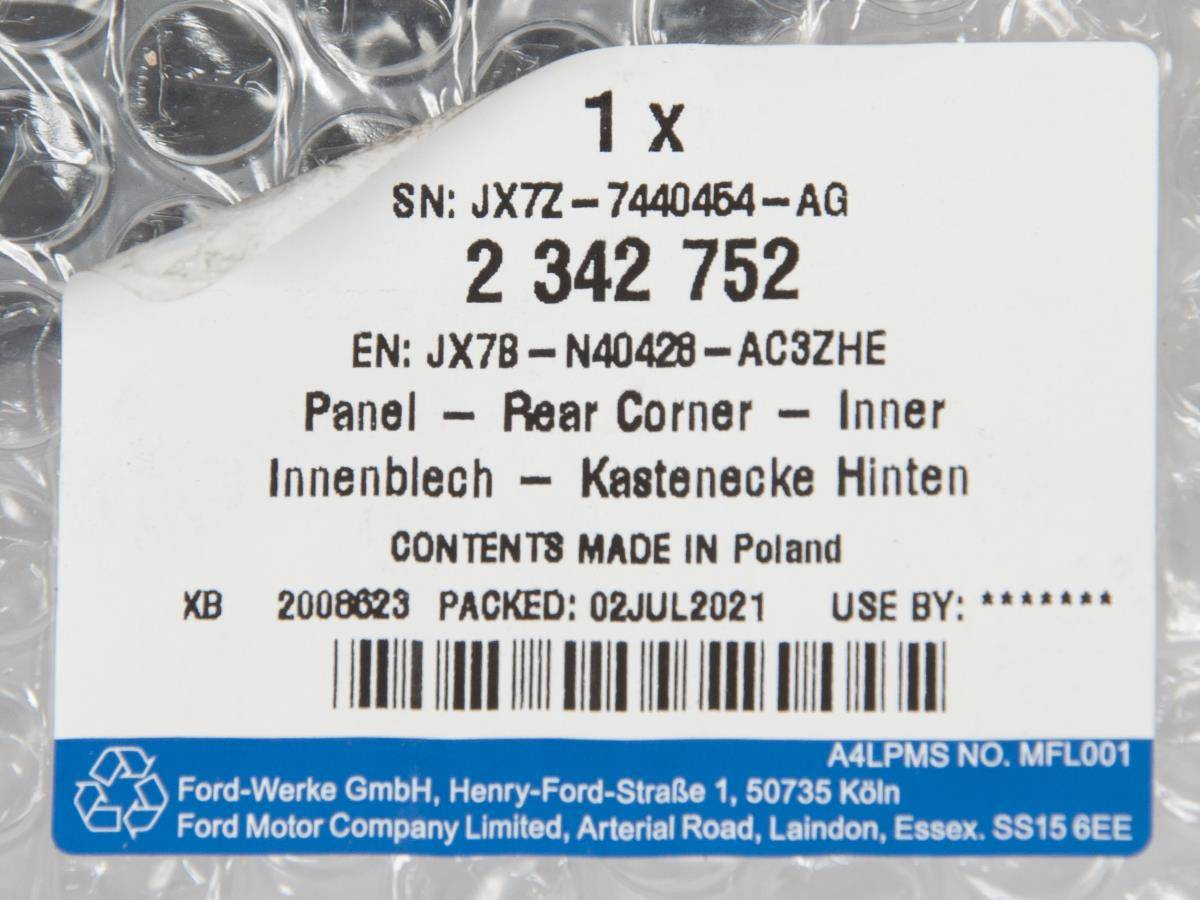 1 x
SN: JX7Z-7440454-AG
2 342 752
EN: JX7B-N40428-AC3ZHE
Panel - Rear Corner - Inner
Innenblech - Kastenecke Hinten
CONTENTS MADE IN Poland
XB 2008623 PACKED: 02JUL2021 USE BY: *******
A4LPMS NO. MFL001
Ford-Werke GmbH, Henry-Ford-Straße 1, 50735 Köln
Ford Motor Company Limited, Arterial Road, Laindon, Essex. SS15 6EE